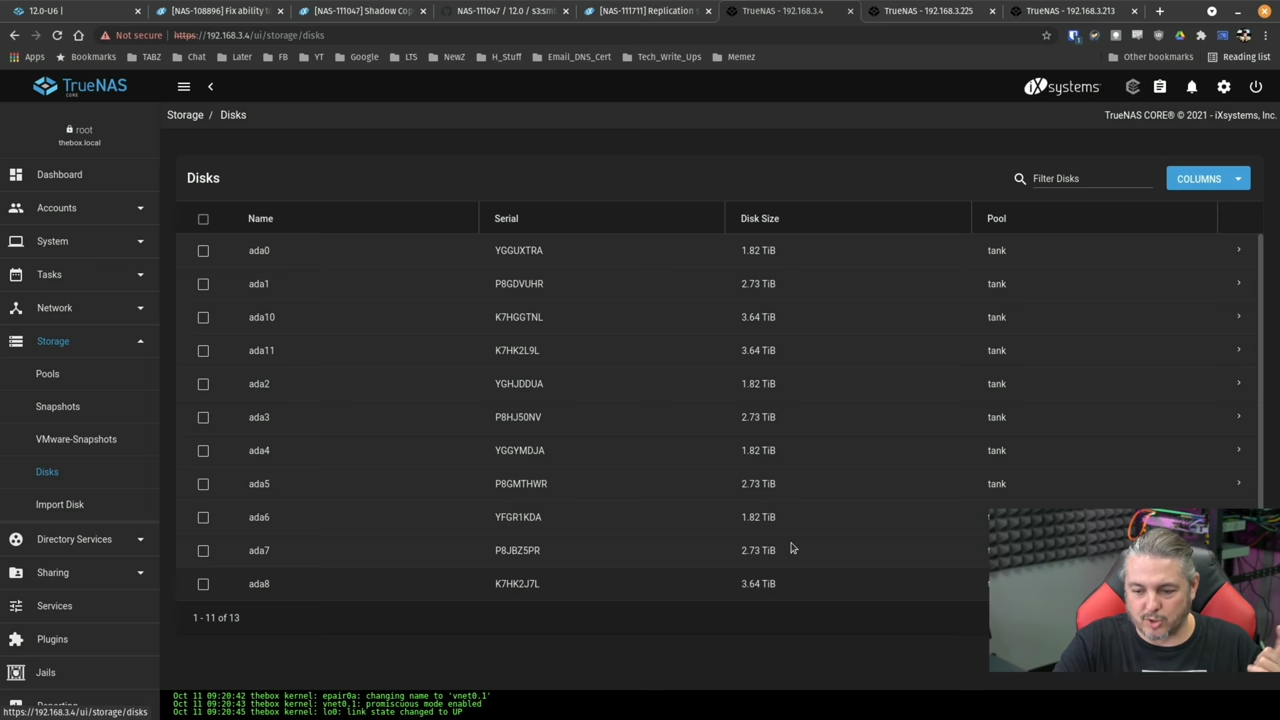 12.0-U6 |
[NAS-108896] Fix ability t
[NAS-111047] Shadow Cop
NAS-111047 / 12.0 / s3:sm
[NAS-111711] Replication s
TrueNAS - 192.168.3.4
TrueNAS - 192.168.3.225
TrueNAS - 192.168.3.213
Not secure | https://192.168.3.4/ui/storage/disks
Apps Bookmarks TABZ Chat Later FB YT Google LTS NewZ H_Stuff Email_DNS_Cert Tech_Write_Ups Memez Other bookmarks Reading list
TrueNAS
CORE
iXsystems
Storage / Disks
TrueNAS CORE® © 2021 - iXsystems, Inc.
root
thebox.local
Dashboard
Accounts
System
Tasks
Network
Storage
Pools
Snapshots
VMware-Snapshots
Disks
Import Disk
Directory Services
Sharing
Services
Plugins
Jails
Disks
Filter Disks
COLUMNS
Name Serial Disk Size Pool
ada0 YGGUXTRA 1.82 TiB tank
ada1 P8GDVUHR 2.73 TiB tank
ada10 K7HGGTNL 3.64 TiB tank
ada11 K7HK2L9L 3.64 TiB tank
ada2 YGHJDDUA 1.82 TiB tank
ada3 P8HJ50NV 2.73 TiB tank
ada4 YGGYMDJA 1.82 TiB tank
ada5 P8GMTHWR 2.73 TiB tank
ada6 YFGR1KDA 1.82 TiB
ada7 P8JBZ5PR 2.73 TiB
ada8 K7HK2J7L 3.64 TiB
1 - 11 of 13
Oct 11 09:20:42 thebox kernel: epair0a: changing name to 'vnet0.1'
Oct 11 09:20:45 thebox kernel: vnet0.1: promiscuous mode enabled
Oct 11 09:20:45 thebox kernel: lo0: link state changed to UP
https://192.168.3.4/ui/storage/disks